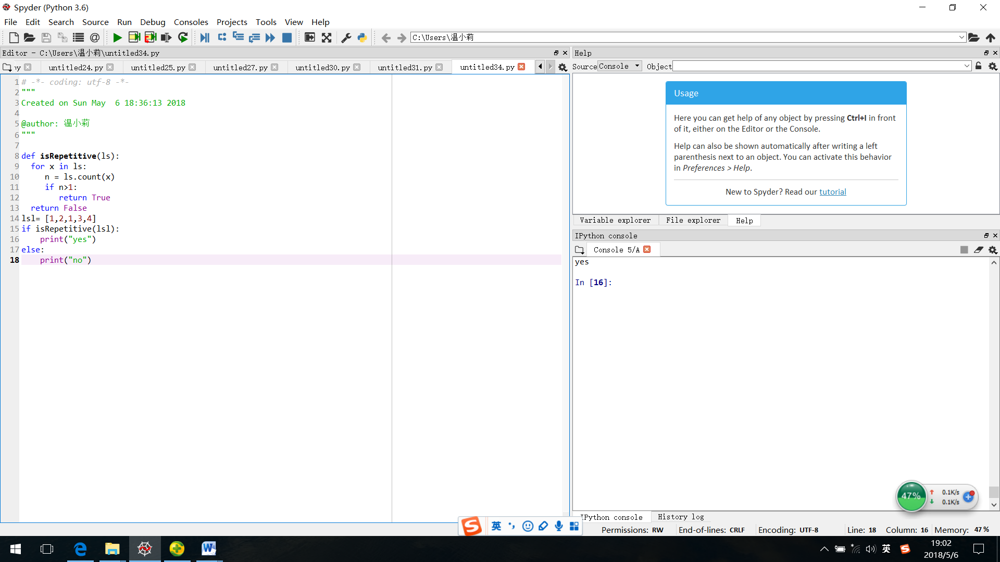 Spyder (Python 3.6)
File Edit Search Source Run Debug Consoles Projects Tools View Help
C:\Users\温小莉
Editor - C:\Users\温小莉\untitled34.py
py untitled24.py untitled25.py untitled27.py untitled30.py untitled31.py untitled34.py
1 # -*- coding: utf-8 -*-
2 """
3 Created on Sun May  6 18:36:13 2018
4
5 @author: 温小莉
6 """
7
8 def isRepetitive(ls):
9   for x in ls:
10      n = ls.count(x)
11      if n>1:
12         return True
13   return False
14 lsl= [1,2,1,3,4]
15 if isRepetitive(lsl):
16     print("yes")
17 else:
18     print("no")
Help
Source Console Object
Usage
Here you can get help of any object by pressing Ctrl+I in front
of it, either on the Editor or the Console.
Help can also be shown automatically after writing a left
parenthesis next to an object. You can activate this behavior
in Preferences > Help.
New to Spyder? Read our tutorial
Variable explorer File explorer Help
IPython console
Console 5/A
yes
In [16]:
47% 0.1K/s
0.1K/s
IPython console History log
英
Permissions: RW End-of-lines: CRLF Encoding: UTF-8 Line: 18 Column: 16 Memory: 47 %
英
19:02
2018/5/6